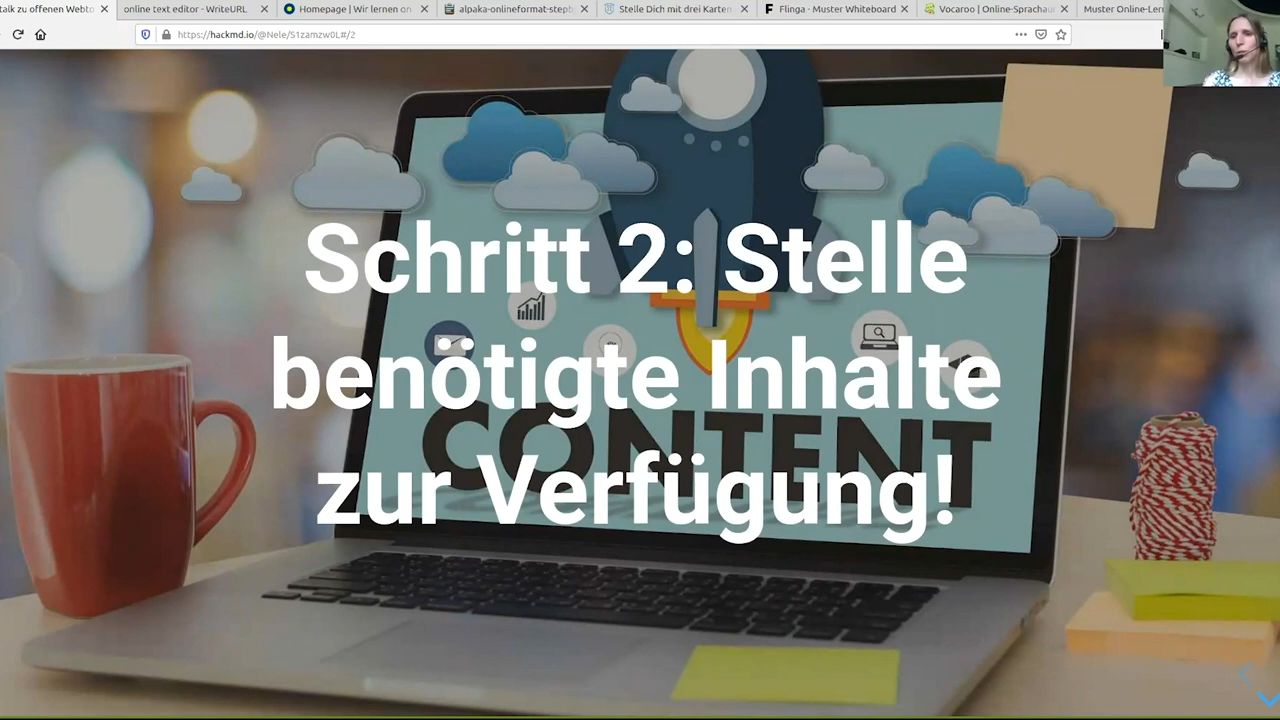 talk zu offenen Webto
online text editor - WriteURL
Homepage | Wir lernen on
alpaka-onlineformat-stepb
Stelle Dich mit drei Karten
Flinga - Muster Whiteboard
Vocaroo | Online-Sprachau
Muster Online-Ler
https://hackmd.io/@Nele/S1zamzw0L#/2
Schritt 2: Stelle
benötigte Inhalte
CONTENT
zur Verfügung!